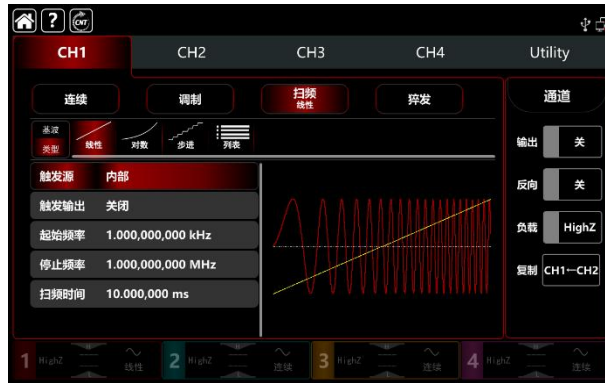 ? CNT
CH1 CH2 CH3 CH4 Utility
连续 调制 扫频 猝发 通道
线性
基波
类型 线性 对数 步进 列表
输出 关
触发源 内部
反向 关
触发输出 关闭
起始频率 1.000,000,000 kHz
负载 HighZ
停止频率 1.000,000,000 MHz
复制 CH1←CH2
扫频时间 10.000,000 ms
1 HighZ 线性 2 HighZ 连续 3 HighZ 连续 4 HighZ 连续